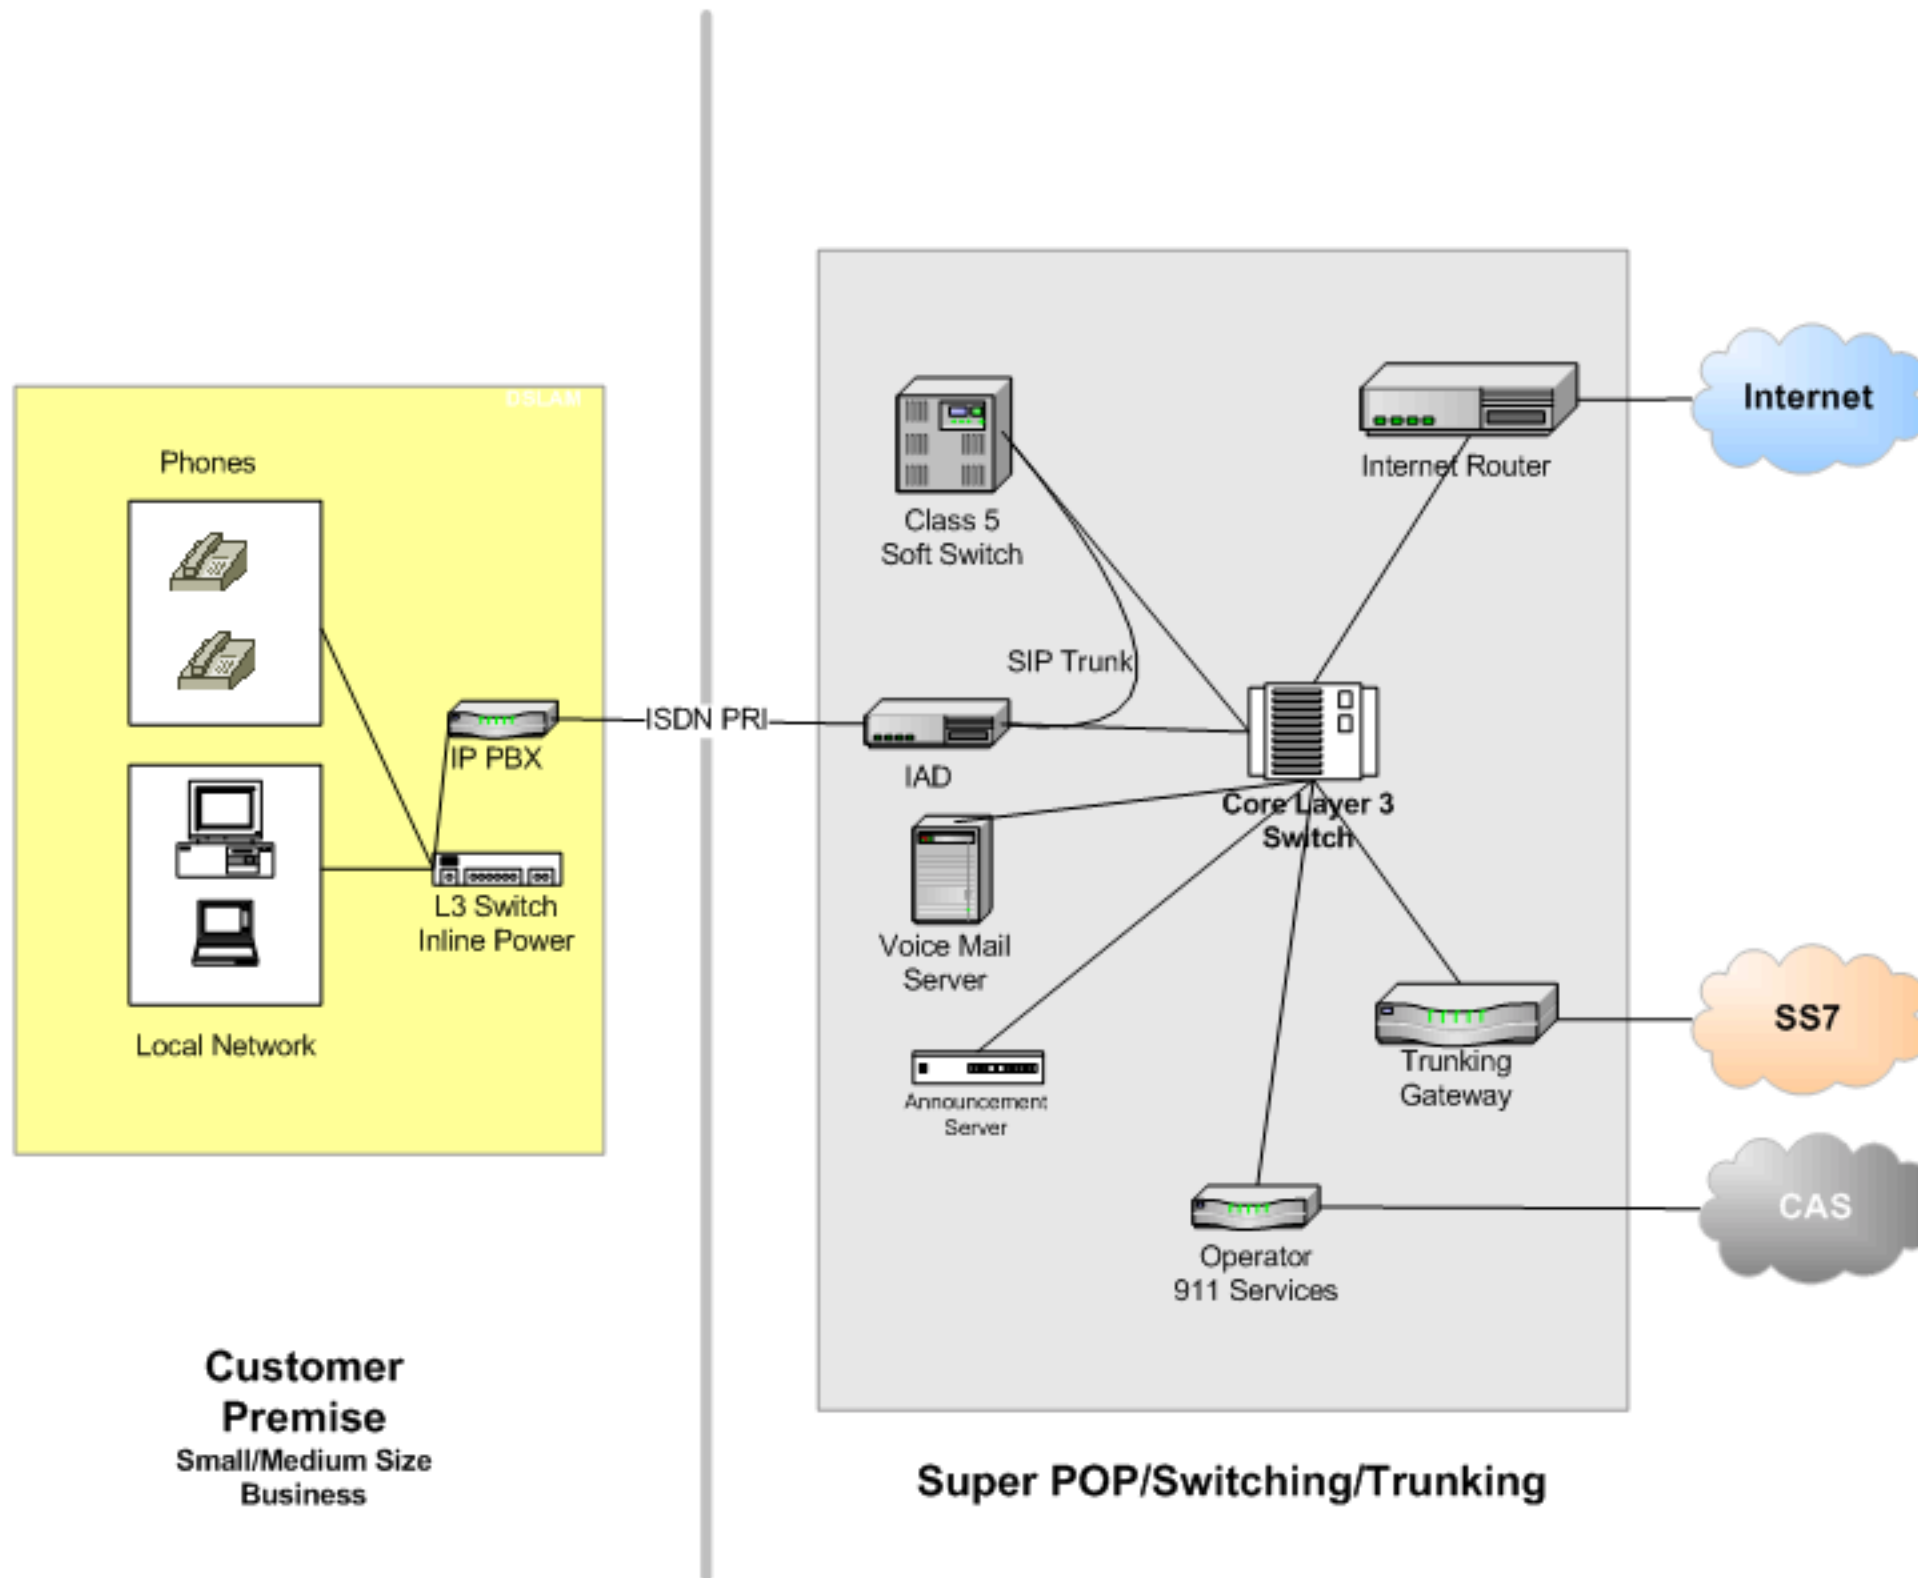 DSLAM
Phones
IP PBX
L3 Switch
Inline Power
Local Network
Customer
Premise
Small/Medium Size
Business
ISDN PRI
Class 5
Soft Switch
SIP Trunk
IAD
Voice Mail
Server
Announcement
Server
Internet Router
Core Layer 3
Switch
Trunking
Gateway
Operator
911 Services
Super POP/Switching/Trunking
Internet
SS7
CAS